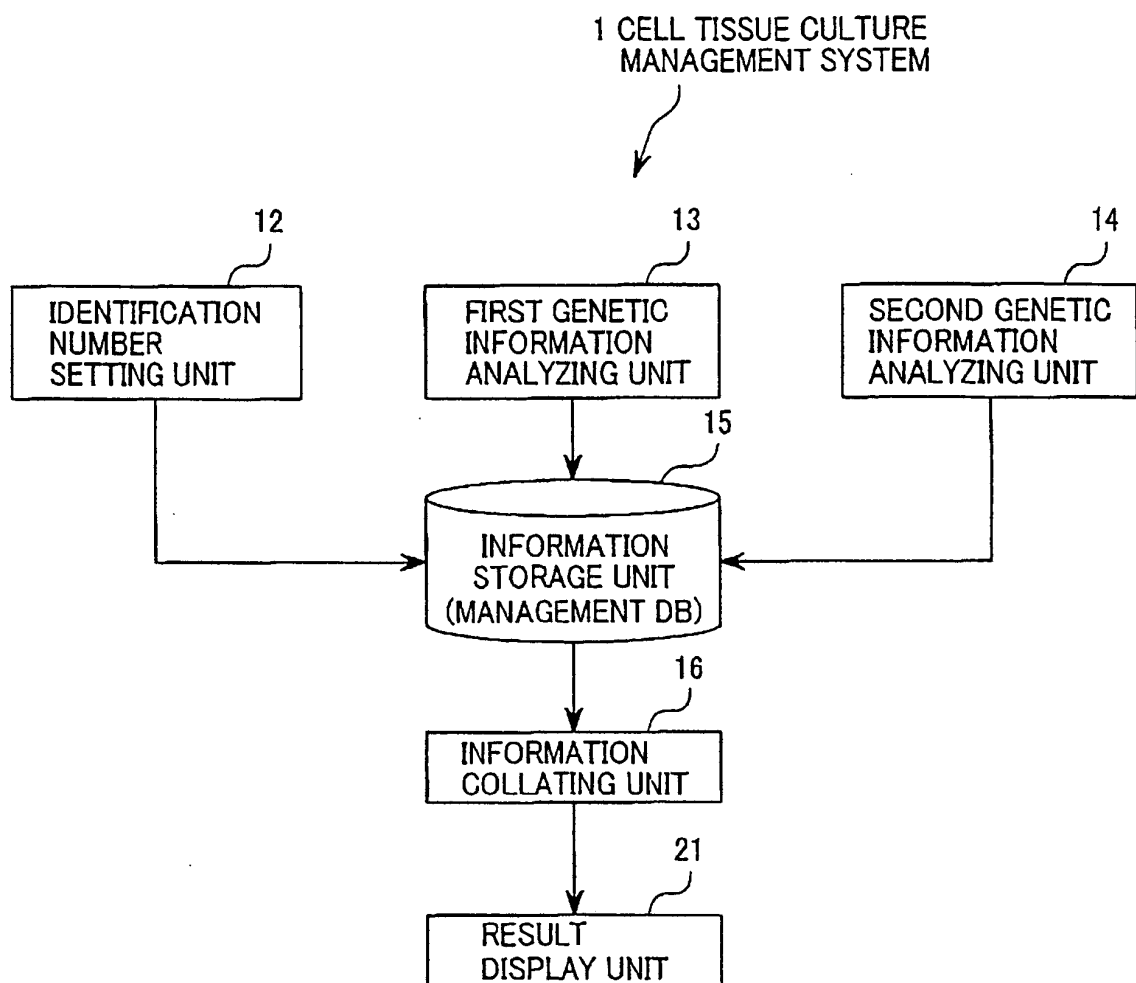 1 CELL TISSUE CULTURE
MANAGEMENT SYSTEM
12
13
14
IDENTIFICATION
NUMBER
SETTING UNIT
FIRST GENETIC
INFORMATION
ANALYZING UNIT
SECOND GENETIC
INFORMATION
ANALYZING UNIT
15
INFORMATION
STORAGE UNIT
(MANAGEMENT DB)
16
INFORMATION
COLLATING UNIT
21
RESULT
DISPLAY UNIT